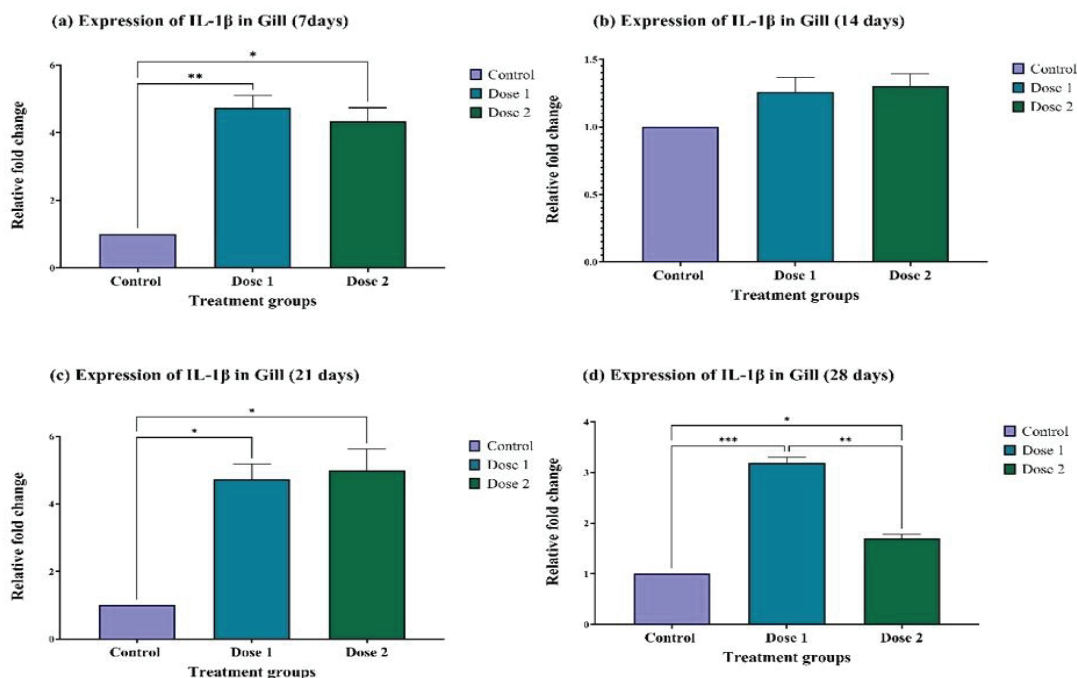 (a) Expression of IL-1β in Gill (7days)
*
**
6
4
2
0
Relative fold change
Control
Dose 1
Dose 2
Treatment groups
Control
Dose 1
Dose 2
(b) Expression of IL-1β in Gill (14 days)
1.5
1.0
0.5
0.0
Relative fold change
Control
Dose 1
Dose 2
Treatment groups
Control
Dose 1
Dose 2
(c) Expression of IL-1β in Gill (21 days)
*
*
6
4
2
0
Relative fold change
Control
Dose 1
Dose 2
Treatment groups
Control
Dose 1
Dose 2
(d) Expression of IL-1β in Gill (28 days)
*
***
**
4
3
2
1
0
Relative fold change
Control
Dose 1
Dose 2
Treatment groups
Control
Dose 1
Dose 2